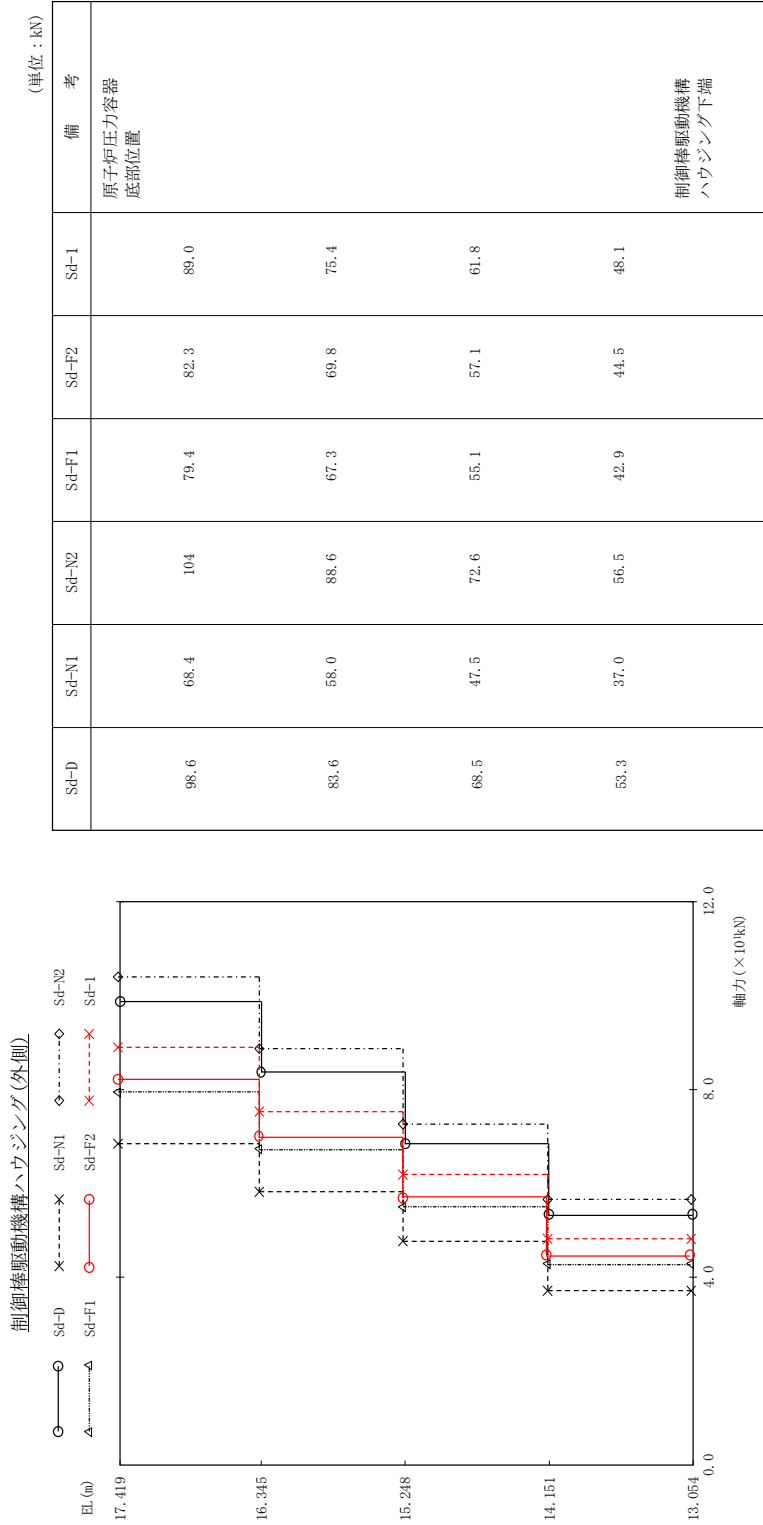 制御棒駆動機構ハウジング(外側)
Sd-D
Sd-N1
Sd-N2
Sd-F1
Sd-F2
Sd-1
EL(m)
17.419
16.345
15.248
14.151
13.054
0.0
4.0
8.0
12.0
軸力(×10¹kN)
(単位：kN)
Sd-D Sd-N1 Sd-N2 Sd-F1 Sd-F2 Sd-1 備 考
原子炉圧力容器
底部位置
98.6 68.4 104 79.4 82.3 89.0
83.6 58.0 88.6 67.3 69.8 75.4
68.5 47.5 72.6 55.1 57.1 61.8
53.3 37.0 56.5 42.9 44.5 48.1
制御棒駆動機構
ハウジング下端